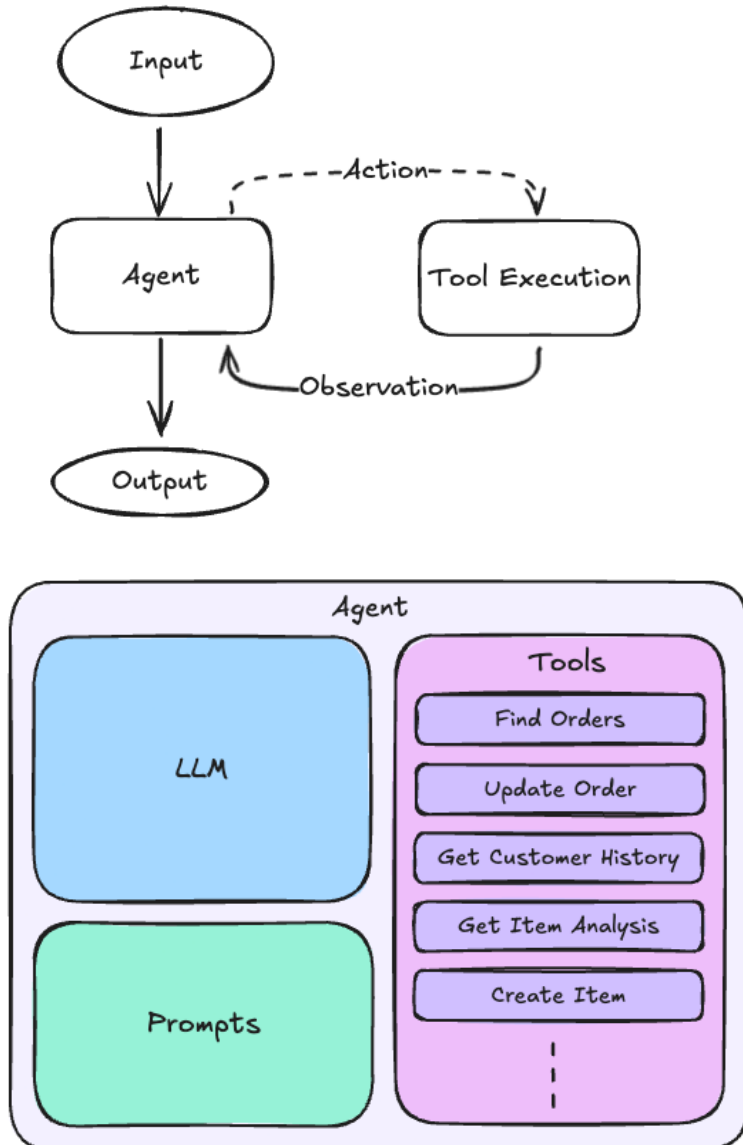 Input
Action
Agent
Tool Execution
Observation
Output
Agent
LLM
Prompts
Tools
Find Orders
Update Order
Get Customer History
Get Item Analysis
Create Item